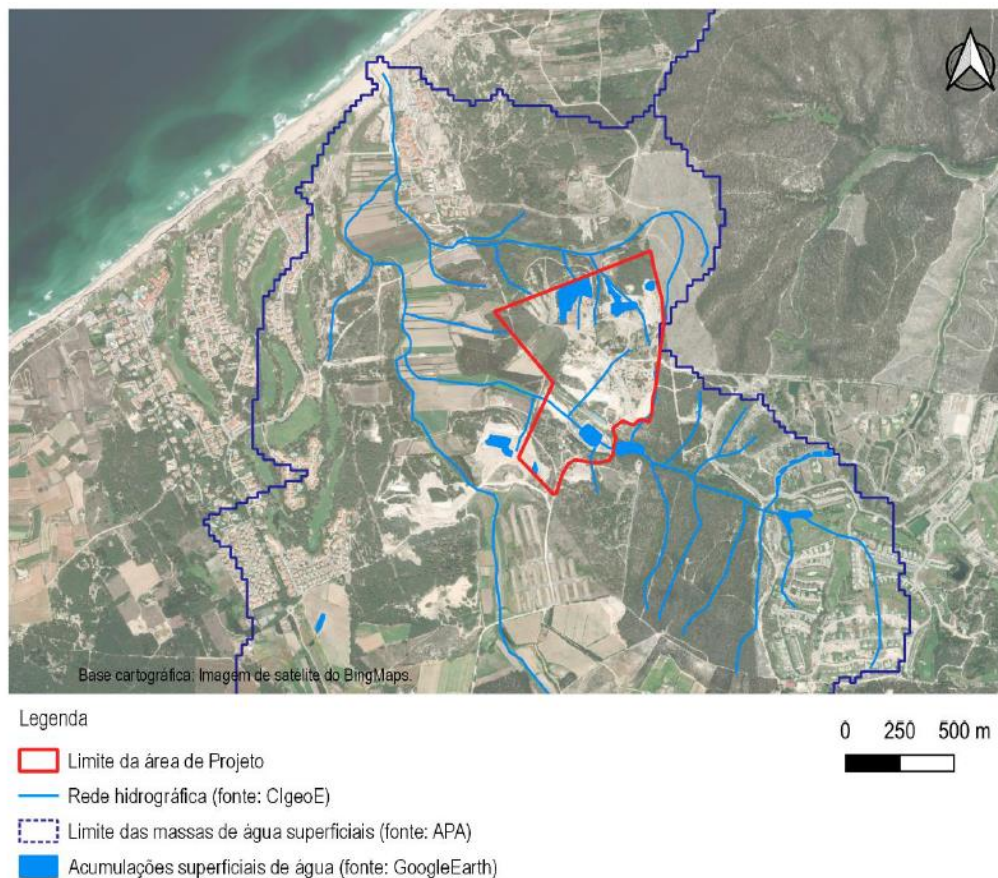 Base cartográfica: Imagem de satélite do BingMaps.
Legenda
0 250 500 m
Limite da área de Projeto
Rede hidrográfica (fonte: CIgeoE)
Limite das massas de água superficiais (fonte: APA)
Acumulações superficiais de água (fonte: GoogleEarth)